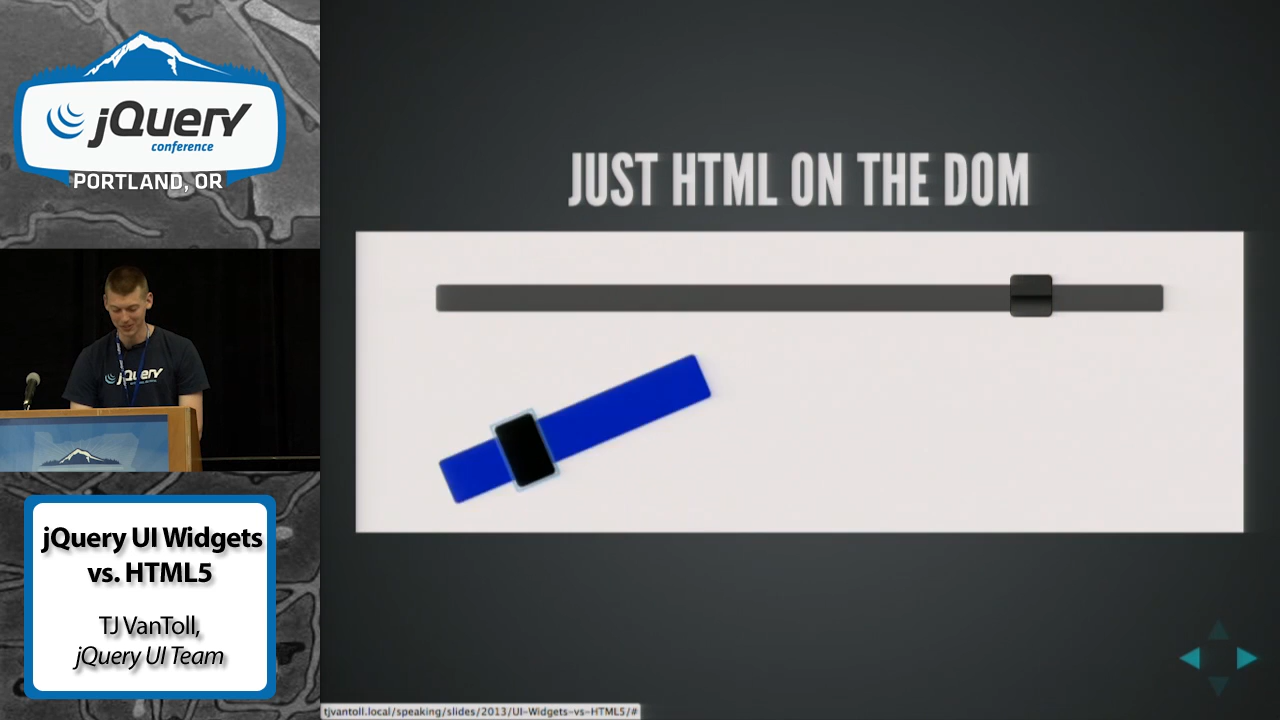 jQuery
conference
PORTLAND, OR
jQuery
jQuery UI Widgets
vs. HTML5
TJ VanToll,
jQuery UI Team
JUST HTML ON THE DOM
tjvantoll.local/speaking/slides/2013/UI-Widgets-vs-HTML5/#